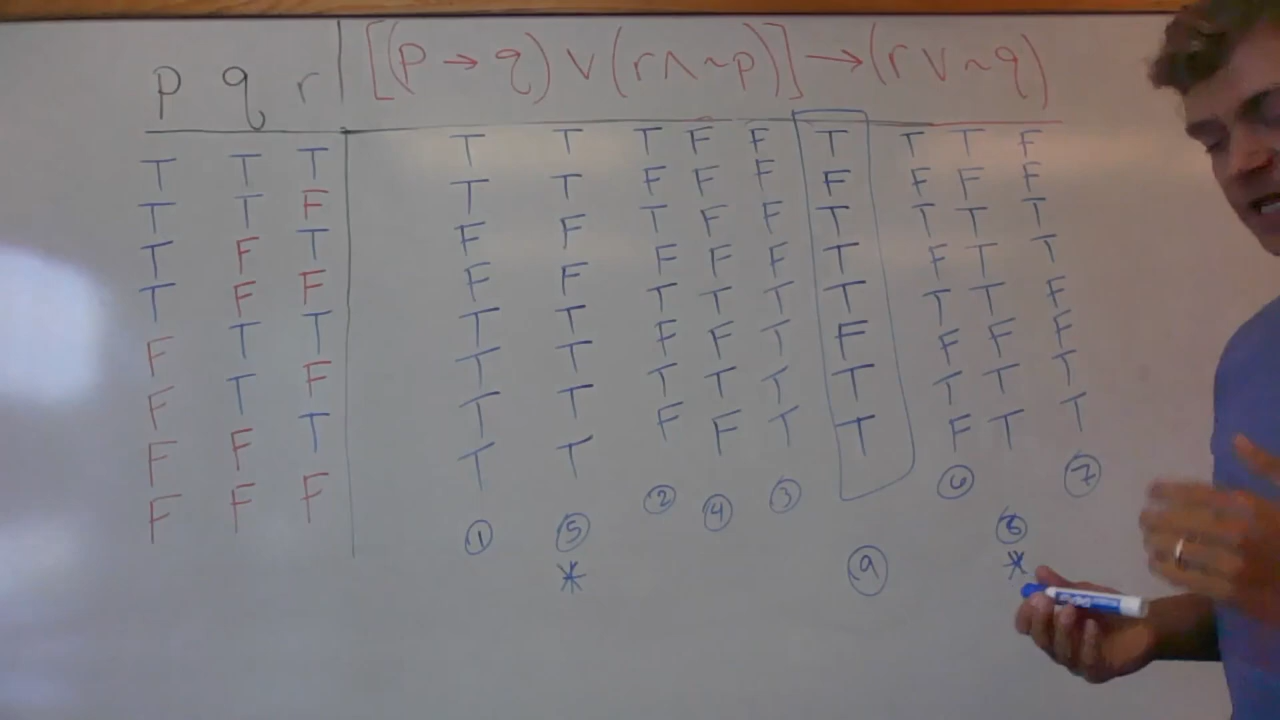 p q r [(p → q) ∨ (r ∧ ~p)] → (r ∨ ~q)
T T T T T T F F T T T F
T T F T T F F F F F F F
T F T F F T F F T T T T
T F F F F F F F T F T T
F T T T T T T T T T T F
F T F T T F F T F F F F
F F T T T T T T T T T T
F F F T T F F T T F T T
① ⑤ ② ④ ③ ⑨ ⑥ ⑧ ⑦
* *